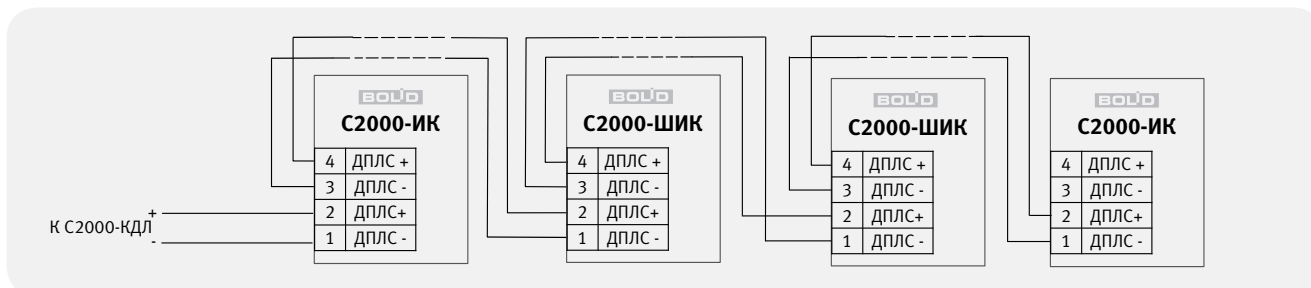 BOLID
С2000-ИК
4 ДПЛС +
3 ДПЛС -
2 ДПЛС+
1 ДПЛС -
К С2000-КДЛ
+
-
BOLID
С2000-ШИК
4 ДПЛС +
3 ДПЛС -
2 ДПЛС+
1 ДПЛС -
BOLID
С2000-ШИК
4 ДПЛС +
3 ДПЛС -
2 ДПЛС+
1 ДПЛС -
BOLID
С2000-ИК
4 ДПЛС +
3 ДПЛС -
2 ДПЛС+
1 ДПЛС -